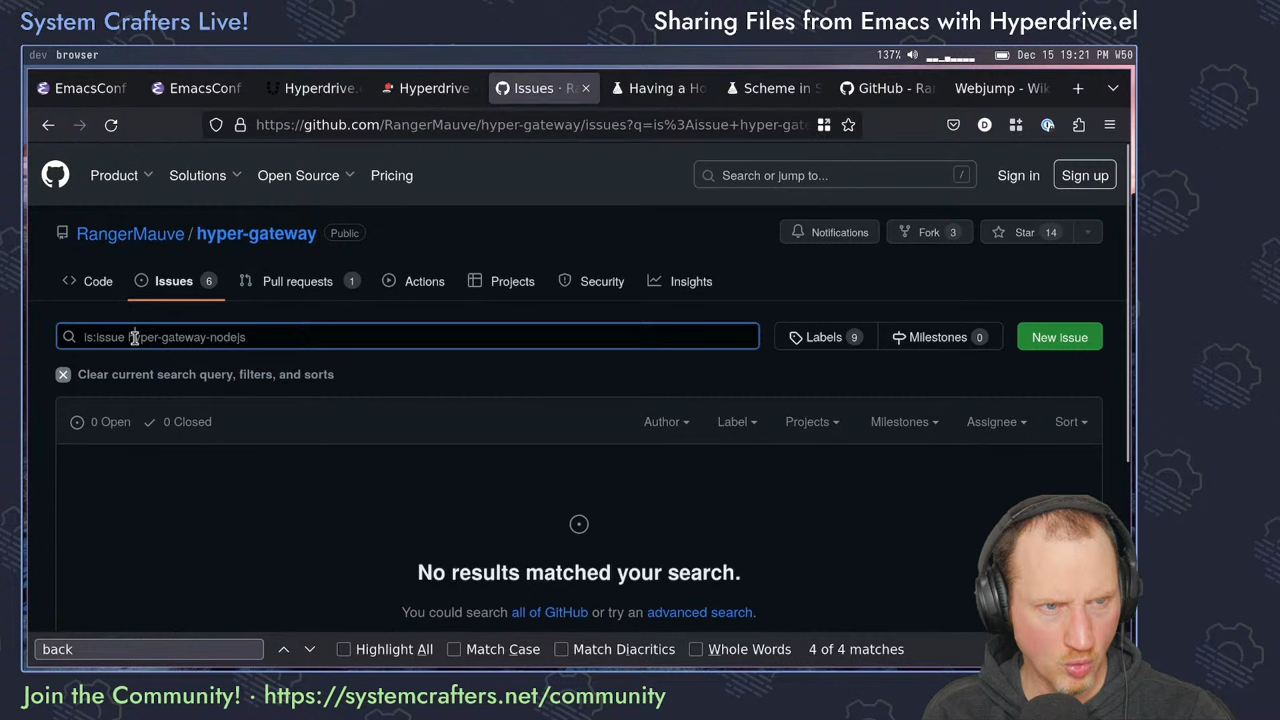 System Crafters Live!
Sharing Files from Emacs with Hyperdrive.el
dev browser
137% Dec 15 19:21 PM W50
EmacsConf
EmacsConf
Hyperdrive.
Hyperdrive
Issues · R
Having a Ho
Scheme in S
GitHub - Ra
Webjump - Wik
https://github.com/RangerMauve/hyper-gateway/issues?q=is%3Aissue+hyper-gate
Product
Solutions
Open Source
Pricing
Search or jump to...
/
Sign in
Sign up
RangerMauve / hyper-gateway
Public
Notifications
Fork 3
Star 14
Code
Issues 6
Pull requests 1
Actions
Projects
Security
Insights
is:issue hyper-gateway-nodejs
Labels 9
Milestones 0
New issue
Clear current search query, filters, and sorts
0 Open
0 Closed
Author
Label
Projects
Milestones
Assignee
Sort
No results matched your search.
You could search all of GitHub or try an advanced search.
back
Highlight All
Match Case
Match Diacritics
Whole Words
4 of 4 matches
Join the Community! · https://systemcrafters.net/community